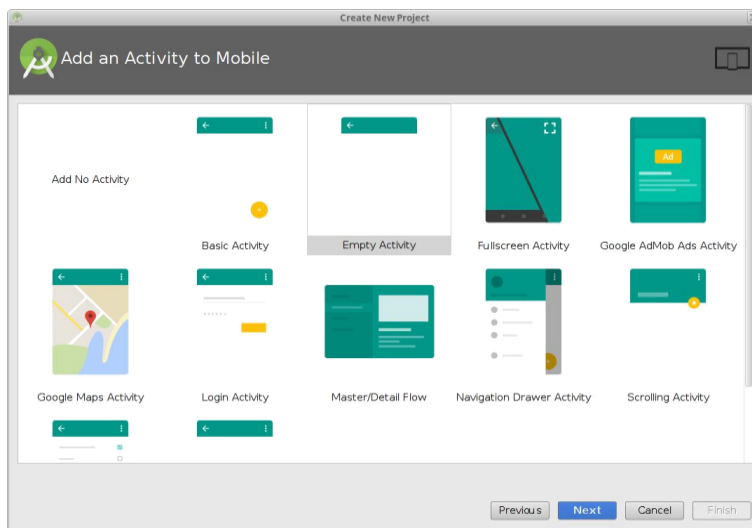 Create New Project
Add an Activity to Mobile
Add No Activity
Basic Activity
Empty Activity
Fullscreen Activity
Ad
Google AdMob Ads Activity
Google Maps Activity
Login Activity
Master/Detail Flow
Navigation Drawer Activity
Scrolling Activity
Previous
Next
Cancel
Finish